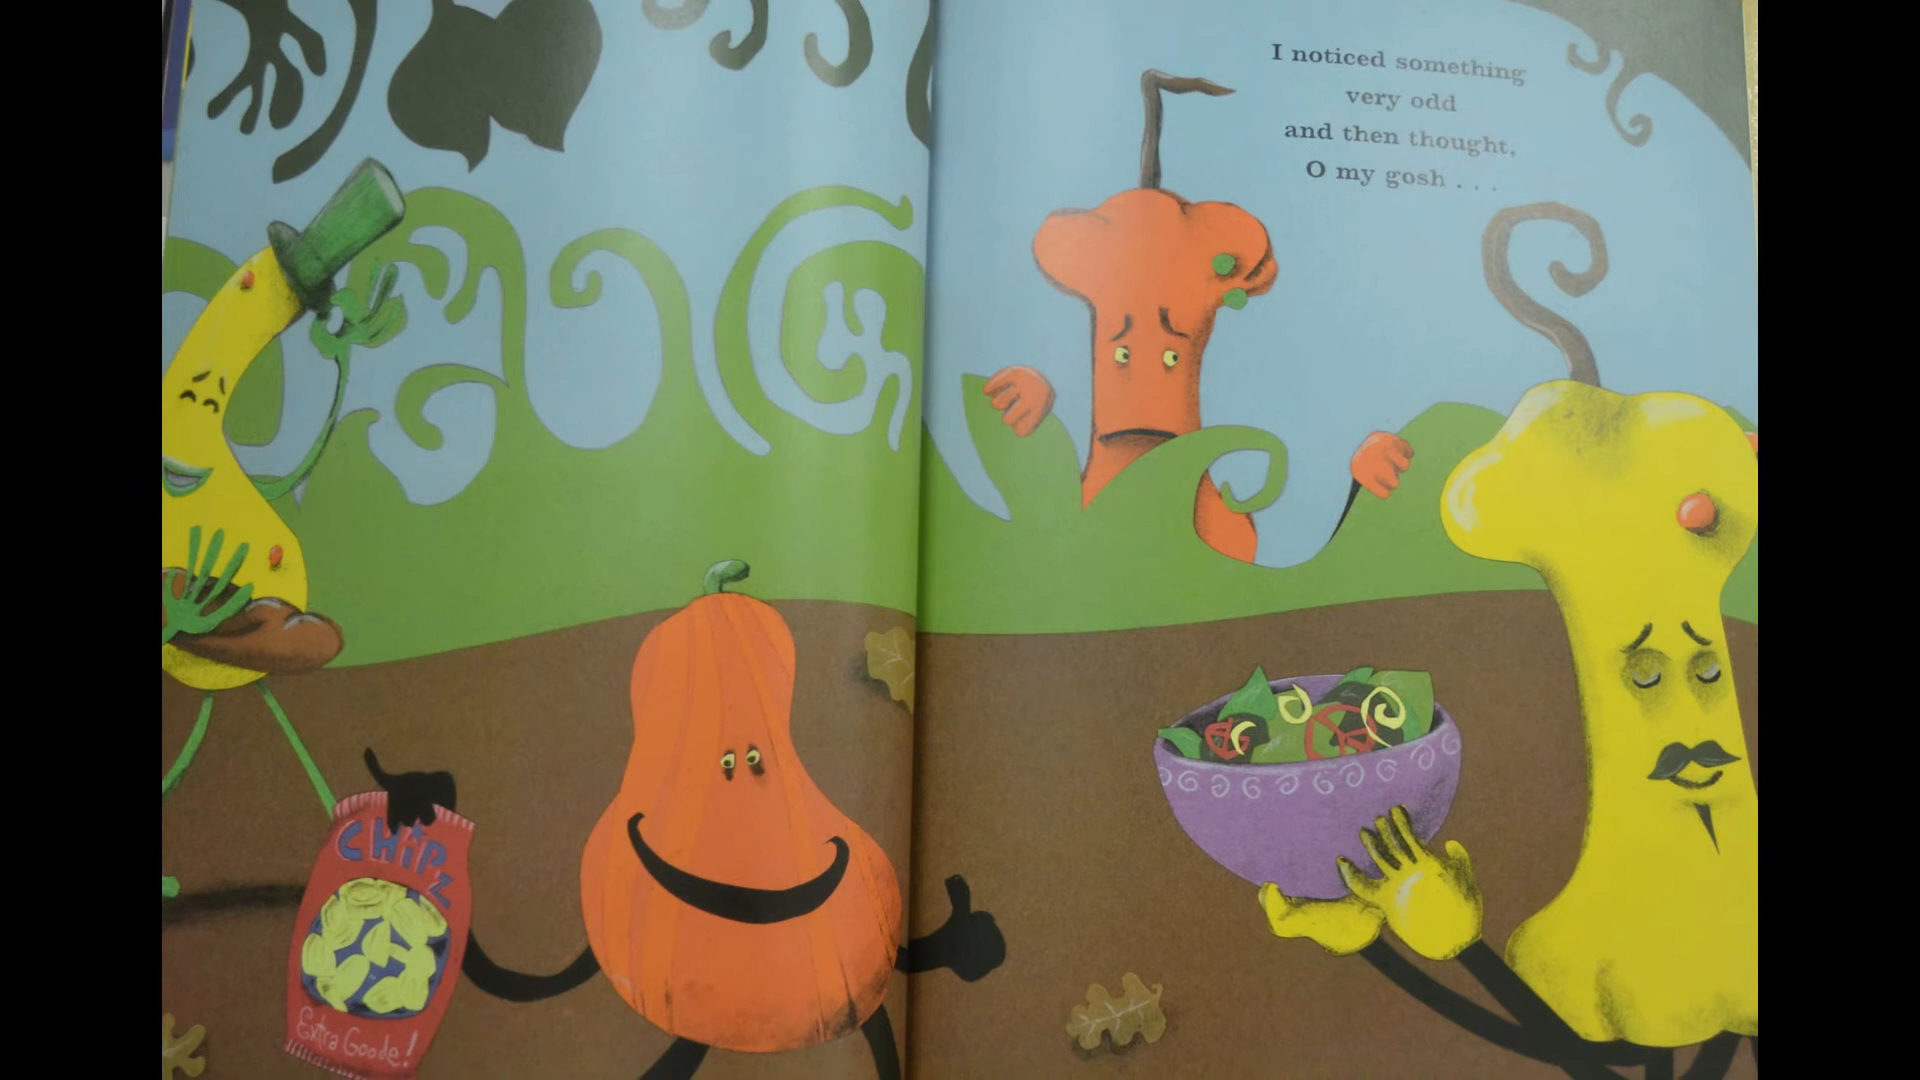 I noticed something
very odd
and then thought,
O my gosh . . .
CHiPz
Extra Goode!